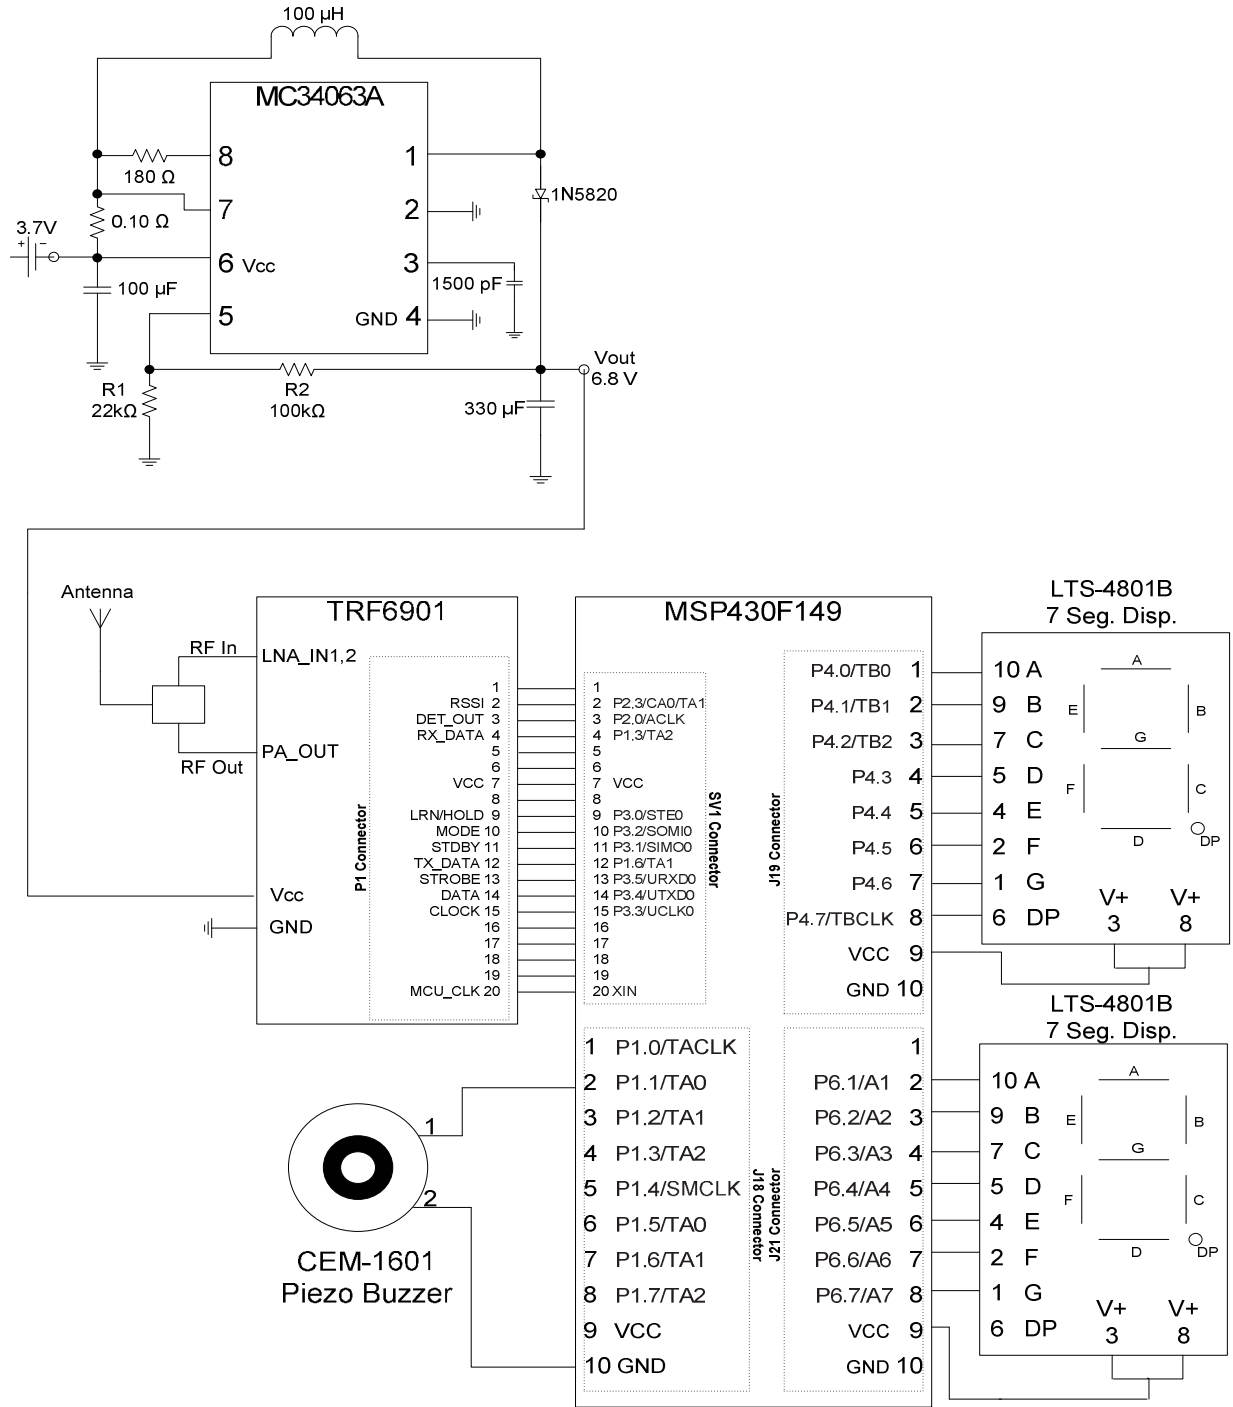 100 µH
MC34063A
8
180 Ω
7
0.10 Ω
3.7V
+ −
6 Vcc
100 µF
5
1
1N5820
2
3
1500 pF
GND 4
Vout
6.8 V
R1
22kΩ
R2
100kΩ
330 µF
Antenna
RF In
RF Out
TRF6901
LNA_IN1,2
PA_OUT
Vcc
GND
P1 Connector
1
RSSI 2
DET_OUT 3
RX_DATA 4
5
6
VCC 7
8
LRN/HOLD 9
MODE 10
STDBY 11
TX_DATA 12
STROBE 13
DATA 14
CLOCK 15
16
17
18
19
MCU_CLK 20
MSP430F149
1
2 P2,3/CA0/TA1
3 P2.0/ACLK
4 P1,3/TA2
5
6
7 VCC
8
9 P3.0/STE0
10 P3.2/SOMI0
11 P3.1/SIMO0
12 P1.6/TA1
13 P3.5/URXD0
14 P3.4/UTXD0
15 P3.3/UCLK0
16
17
18
19
20 XIN
SV1 Connector
J19 Connector
P4.0/TB0 1
P4.1/TB1 2
P4.2/TB2 3
P4.3 4
P4.4 5
P4.5 6
P4.6 7
P4.7/TBCLK 8
VCC 9
GND 10
LTS-4801B
7 Seg. Disp.
10 A
9 B
7 C
5 D
4 E
2 F
1 G
6 DP
A
E
B
G
F
C
D
DP
V+
3
V+
8
1 P1.0/TACLK
2 P1.1/TA0
3 P1.2/TA1
4 P1.3/TA2
5 P1.4/SMCLK
6 P1.5/TA0
7 P1.6/TA1
8 P1.7/TA2
9 VCC
10 GND
J18 Connector
J21 Connector
1
P6.1/A1 2
P6.2/A2 3
P6.3/A3 4
P6.4/A4 5
P6.5/A5 6
P6.6/A6 7
P6.7/A7 8
VCC 9
GND 10
LTS-4801B
7 Seg. Disp.
10 A
9 B
7 C
5 D
4 E
2 F
1 G
6 DP
A
E
B
G
F
C
D
DP
V+
3
V+
8
1
2
CEM-1601
Piezo Buzzer